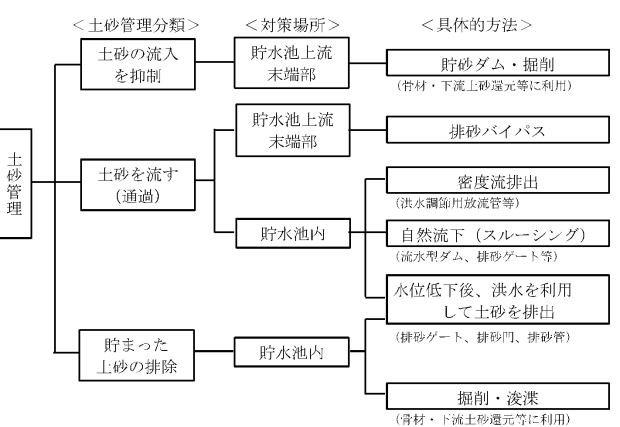 ＜土砂管理分類＞ ＜対策場所＞ ＜具体的方法＞
土砂管理
土砂の流入
を抑制
貯水池上流
末端部
貯砂ダム・掘削
（骨材・下流土砂還元等に利用）
土砂を流す
（通過）
貯水池上流
末端部
排砂バイパス
貯水池内
密度流排出
（洪水調節用放流管等）
自然流下（スルーシング）
（流水型ダム、排砂ゲート等）
水位低下後、洪水を利用
して土砂を排出
（排砂ゲート、排砂門、排砂管）
貯まった
土砂の排除
貯水池内
掘削・浚渫
（骨材・下流土砂還元等に利用）